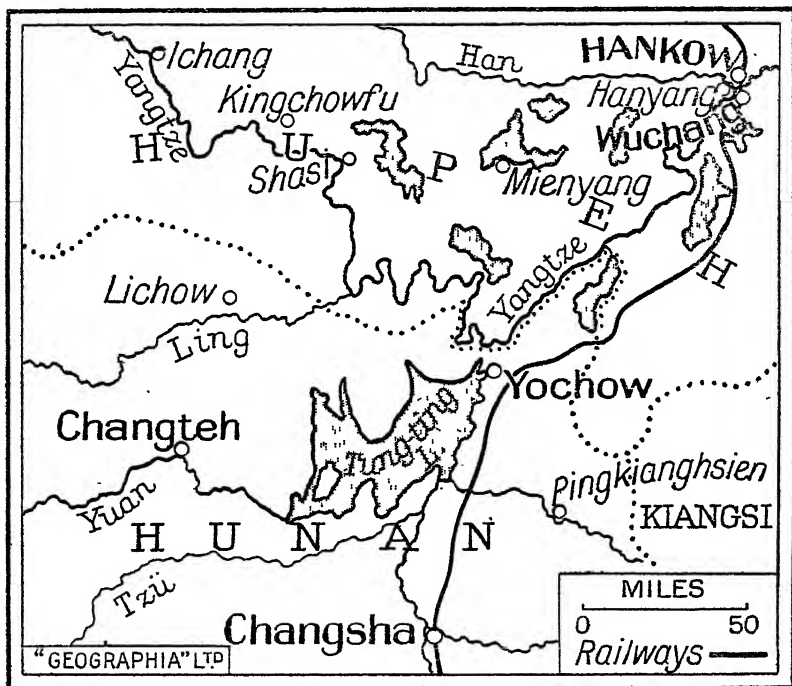 Han
HANKOW
Ichang
Yangtze
Kingchowfu
Hanyang
Wuchang
Shasi
Mienyang
H U P E H
Yangtze
Lichow
Ling
Yochow
Tung-ting
Changteh
Pingkianghsien
Yuan
KIANGSI
H U N A N
Tzü
Changsha
MILES
0 50
Railways
"GEOGRAPHIA" LTD